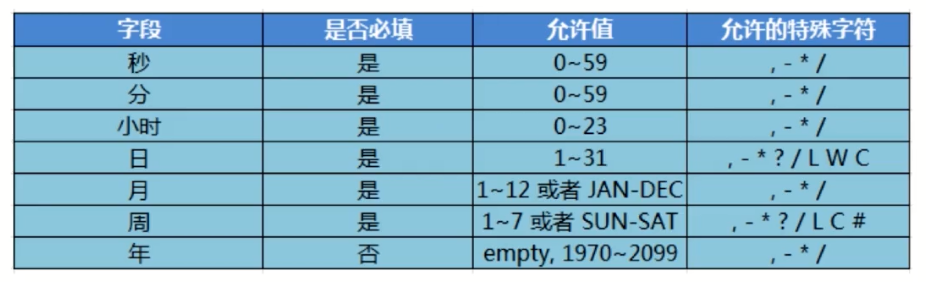 字段 是否必填 允许值 允许的特殊字符
秒 是 0~59 , - * /
分 是 0~59 , - * /
小时 是 0~23 , - * /
日 是 1~31 , - * ? / L W C
月 是 1~12 或者 JAN-DEC , - * /
周 是 1~7 或者 SUN-SAT , - * ? / L C #
年 否 empty, 1970~2099 , - * /